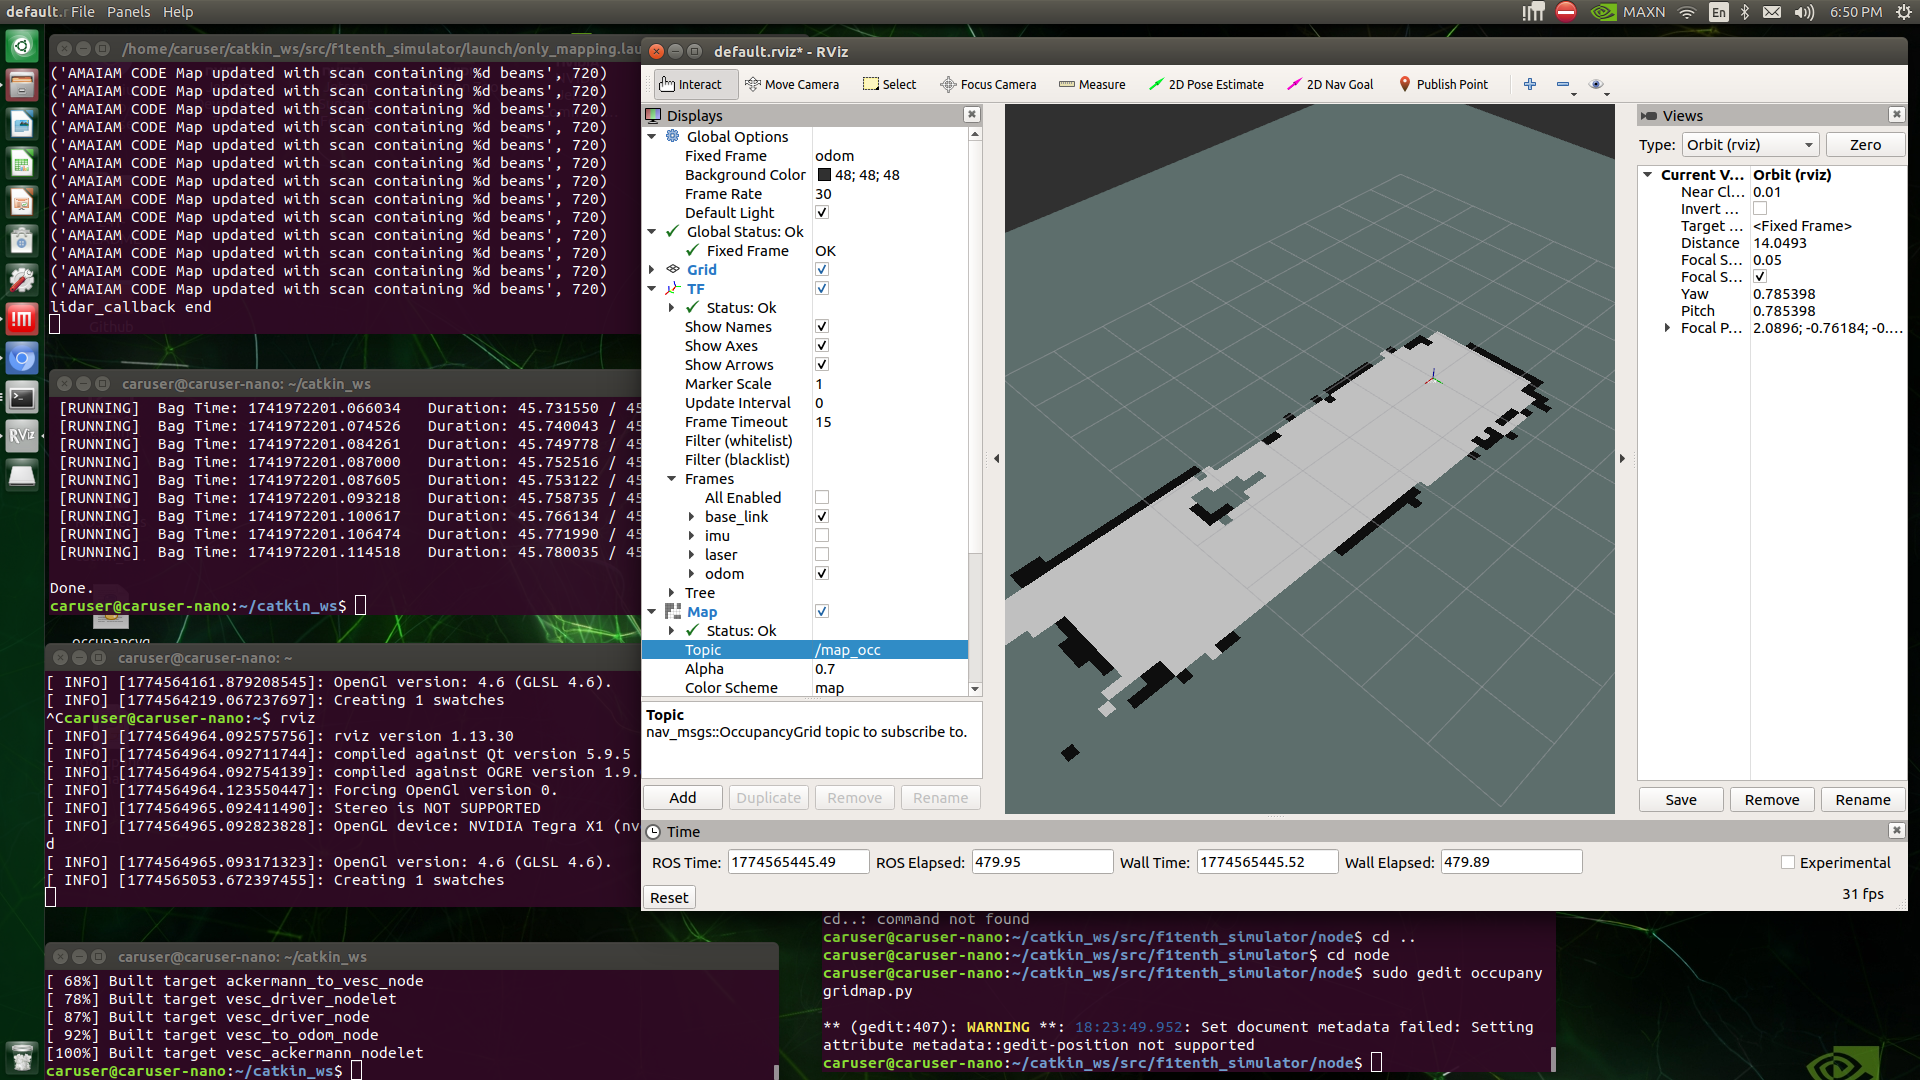 default.r File Panels Help
MAXN En 6:50 PM
/home/caruser/catkin_ws/src/f1tenth_simulator/launch/only_mapping.lau
('AMAIAM CODE Map updated with scan containing %d beams', 720)
('AMAIAM CODE Map updated with scan containing %d beams', 720)
('AMAIAM CODE Map updated with scan containing %d beams', 720)
('AMAIAM CODE Map updated with scan containing %d beams', 720)
('AMAIAM CODE Map updated with scan containing %d beams', 720)
('AMAIAM CODE Map updated with scan containing %d beams', 720)
('AMAIAM CODE Map updated with scan containing %d beams', 720)
('AMAIAM CODE Map updated with scan containing %d beams', 720)
('AMAIAM CODE Map updated with scan containing %d beams', 720)
('AMAIAM CODE Map updated with scan containing %d beams', 720)
('AMAIAM CODE Map updated with scan containing %d beams', 720)
('AMAIAM CODE Map updated with scan containing %d beams', 720)
('AMAIAM CODE Map updated with scan containing %d beams', 720)
lidar_callback end
Github
caruser@caruser-nano: ~/catkin_ws
[RUNNING] Bag Time: 1741972201.066034 Duration: 45.731550 / 45
[RUNNING] Bag Time: 1741972201.074526 Duration: 45.740043 / 45
[RUNNING] Bag Time: 1741972201.084261 Duration: 45.749778 / 45
[RUNNING] Bag Time: 1741972201.087000 Duration: 45.752516 / 45
[RUNNING] Bag Time: 1741972201.087605 Duration: 45.753122 / 45
[RUNNING] Bag Time: 1741972201.093218 Duration: 45.758735 / 45
[RUNNING] Bag Time: 1741972201.100617 Duration: 45.766134 / 45
[RUNNING] Bag Time: 1741972201.106474 Duration: 45.771990 / 45
[RUNNING] Bag Time: 1741972201.114518 Duration: 45.780035 / 45
Done.
caruser@caruser-nano:~/catkin_ws$
occupancyg
caruser@caruser-nano: ~
[ INFO] [1774564161.879208545]: OpenGl version: 4.6 (GLSL 4.6).
[ INFO] [1774564219.067237697]: Creating 1 swatches
^Ccaruser@caruser-nano:~$ rviz
[ INFO] [1774564964.092575756]: rviz version 1.13.30
[ INFO] [1774564964.092711744]: compiled against Qt version 5.9.5
[ INFO] [1774564964.092754139]: compiled against OGRE version 1.9.
[ INFO] [1774564964.123550447]: Forcing OpenGl version 0.
[ INFO] [1774564965.092411490]: Stereo is NOT SUPPORTED
[ INFO] [1774564965.092823828]: OpenGL device: NVIDIA Tegra X1 (nv
d
[ INFO] [1774564965.093171323]: OpenGl version: 4.6 (GLSL 4.6).
[ INFO] [1774565053.672397455]: Creating 1 swatches
caruser@caruser-nano: ~/catkin_ws
[ 68%] Built target ackermann_to_vesc_node
[ 78%] Built target vesc_driver_nodelet
[ 87%] Built target vesc_driver_node
[ 92%] Built target vesc_to_odom_node
[100%] Built target vesc_ackermann_nodelet
caruser@caruser-nano:~/catkin_ws$
RViz
default.rviz* - RViz
Interact Move Camera Select Focus Camera Measure 2D Pose Estimate 2D Nav Goal Publish Point
Displays
Global Options
Fixed Frame odom
Background Color 48; 48; 48
Frame Rate 30
Default Light
Global Status: Ok
Fixed Frame OK
Grid
TF
Status: Ok
Show Names
Show Axes
Show Arrows
Marker Scale 1
Update Interval 0
Frame Timeout 15
Filter (whitelist)
Filter (blacklist)
Frames
All Enabled
base_link
imu
laser
odom
Tree
Map
Status: Ok
Topic /map_occ
Alpha 0.7
Color Scheme map
Topic
nav_msgs::OccupancyGrid topic to subscribe to.
Add Duplicate Remove Rename
Views
Type: Orbit (rviz) Zero
Current V... Orbit (rviz)
Near Cl... 0.01
Invert ...
Target ... <Fixed Frame>
Distance 14.0493
Focal S... 0.05
Focal S...
Yaw 0.785398
Pitch 0.785398
Focal P... 2.0896; -0.76184; -0....
Save Remove Rename
Time
ROS Time: 1774565445.49 ROS Elapsed: 479.95 Wall Time: 1774565445.52 Wall Elapsed: 479.89 Experimental
Reset 31 fps
cd..: command not found
caruser@caruser-nano:~/catkin_ws/src/f1tenth_simulator/node$ cd ..
caruser@caruser-nano:~/catkin_ws/src/f1tenth_simulator$ cd node
caruser@caruser-nano:~/catkin_ws/src/f1tenth_simulator/node$ sudo gedit occupany
gridmap.py
** (gedit:407): WARNING **: 18:23:49.952: Set document metadata failed: Setting
attribute metadata::gedit-position not supported
caruser@caruser-nano:~/catkin_ws/src/f1tenth_simulator/node$